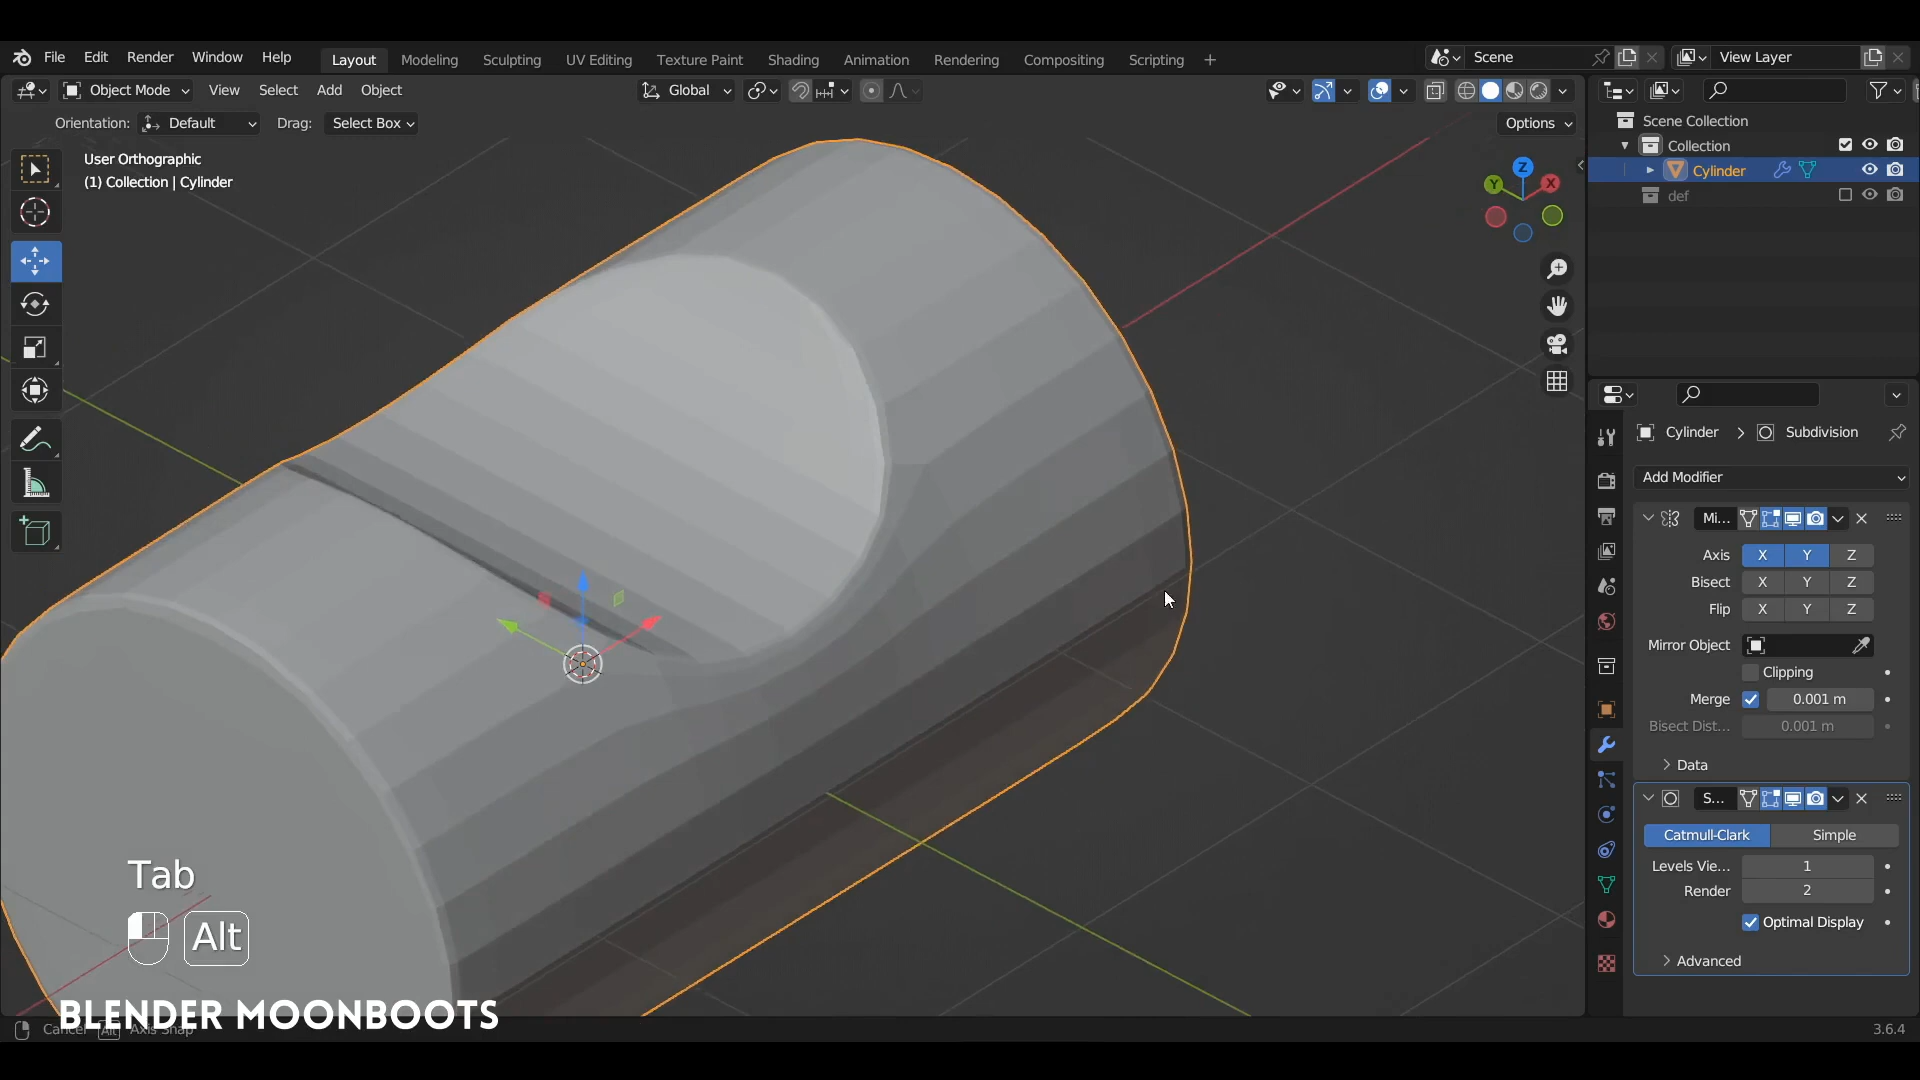 File Edit Render Window Help Layout Modeling Sculpting UV Editing Texture Paint Shading Animation Rendering Compositing Scripting + Scene View Layer
Object Mode View Select Add Object Global
Orientation: Default Drag: Select Box Options
User Orthographic
(1) Collection | Cylinder
Z
Y
X
Scene Collection
Collection
Cylinder
def
Cylinder > Subdivision
Add Modifier
Mi...
Axis X Y Z
Bisect X Y Z
Flip X Y Z
Mirror Object
Clipping
Merge 0.001 m
Bisect Dist... 0.001 m
Data
S...
Catmull-Clark Simple
Levels Vie... 1
Render 2
Optimal Display
Advanced
Tab
Alt
BLENDER MOONBOOTS
Cancel Alt Axis Snap
3.6.4